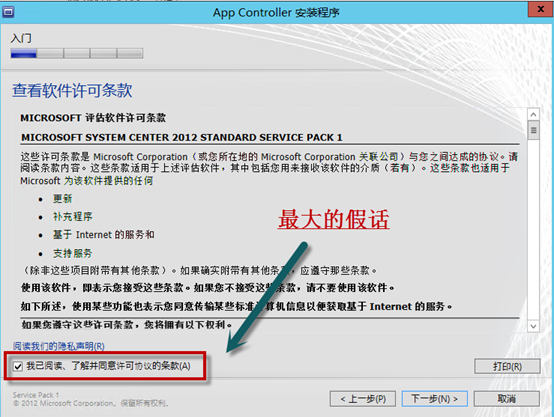 App Controller 安装程序
x
入门
查看软件许可条款
MICROSOFT 评估软件许可条款
MICROSOFT SYSTEM CENTER 2012 STANDARD SERVICE PACK 1
这些许可条款是 Microsoft Corporation（或您所在地的 Microsoft Corporation 关联公司）与您之间达成的协议。请
阅读条款内容。这些条款适用于上述评估软件，其中包括您用来接收该软件的介质（若有）。这些条款也适用于
Microsoft 为该软件提供的任何
• 更新
• 补充程序
• 基于 Internet 的服务和
• 支持服务
最大的假话
（除非这些项目附带有其他条款）。如果确实附带有其他条款，应遵守那些条款。
使用该软件，即表示您接受这些条款。如果您不接受这些条款，请不要使用该软件。
如下所述，使用某些功能也表示您同意传输某些标准计算机信息以便获取基于 Internet 的服务。
如果您遵守这些许可条款，您将拥有以下权利。
阅读我们的隐私声明(R)
我已阅读、了解并同意许可协议的条款(A)
打印(R)
Service Pack 1
© 2012 Microsoft Corporation。保留所有权利。
< 上一步(P)
下一步(N) >
取消